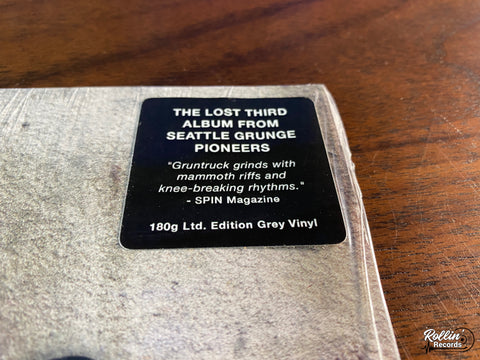 THE LOST THIRD
ALBUM FROM
SEATTLE GRUNGE
PIONEERS
"Gruntruck grinds with
mammoth riffs and
knee-breaking rhythms."
- SPIN Magazine
180g Ltd. Edition Grey Vinyl
Rollin'
Records